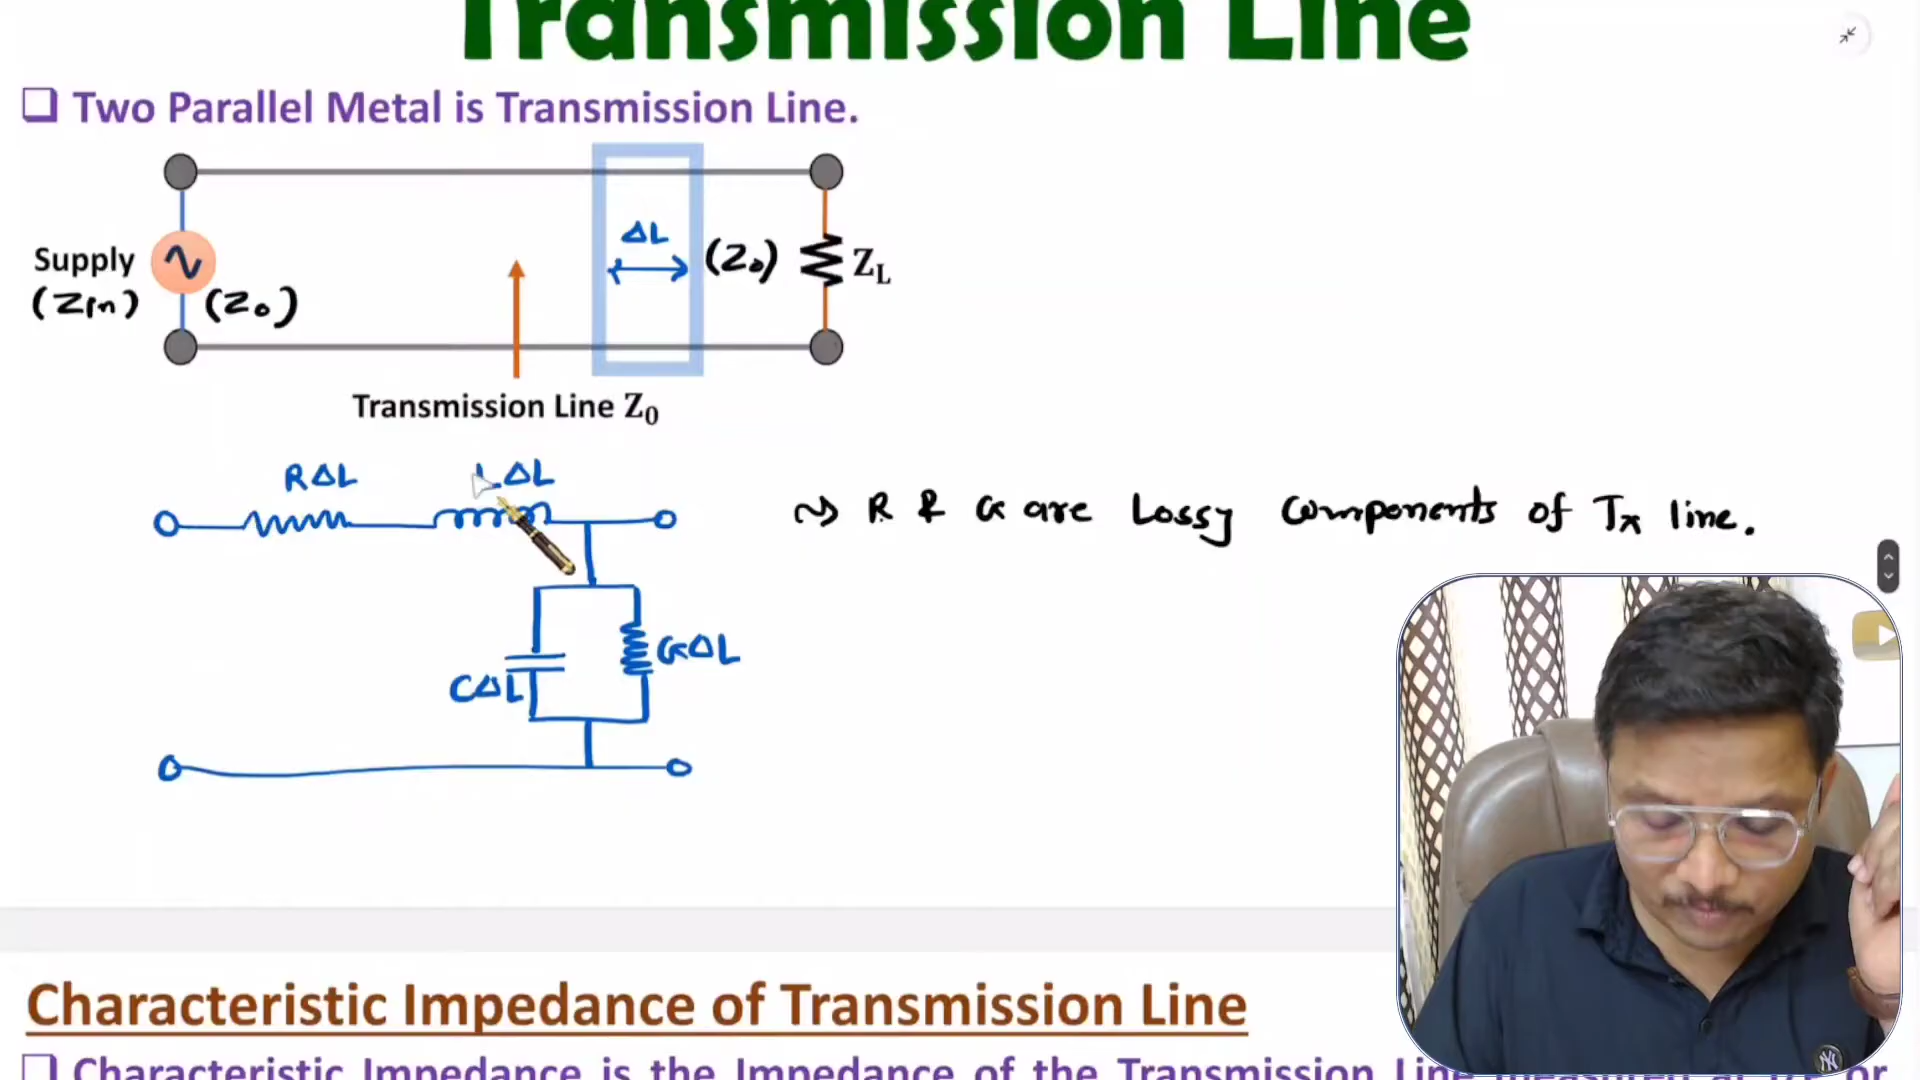 Transmission Line
Two Parallel Metal is Transmission Line.
ΔL
(Z₀)
Z_L
Supply
(Zin)
(Z₀)
Transmission Line Z₀
RΔL
LΔL
~> R & G are Lossy components of Tx line.
GΔL
CΔL
Characteristic Impedance of Transmission Line
Characteristic Impedance is the Impedance of the Transmission Line measured at